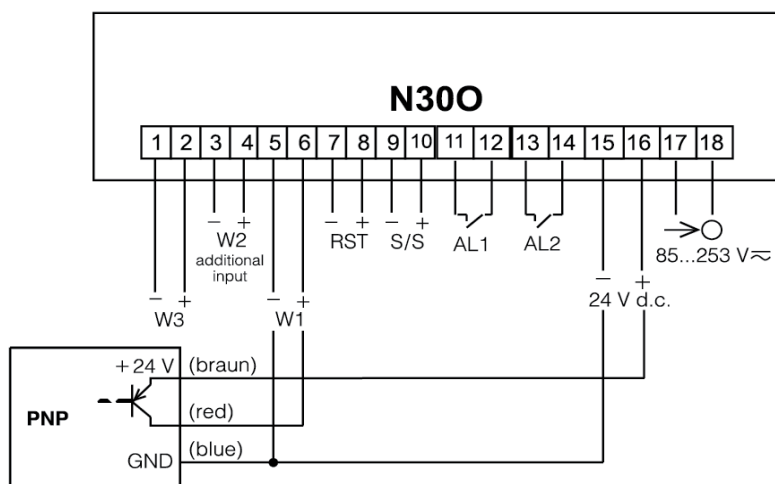 N30O
1 2 3 4 5 6 7 8 9 10 11 12 13 14 15 16 17 18
− + − + − + − +
W2 RST S/S AL1 AL2
additional
input
85...253 V⎓
− + − + − +
W3 W1 24 V d.c.
+24 V (braun)
PNP (red)
GND (blue)